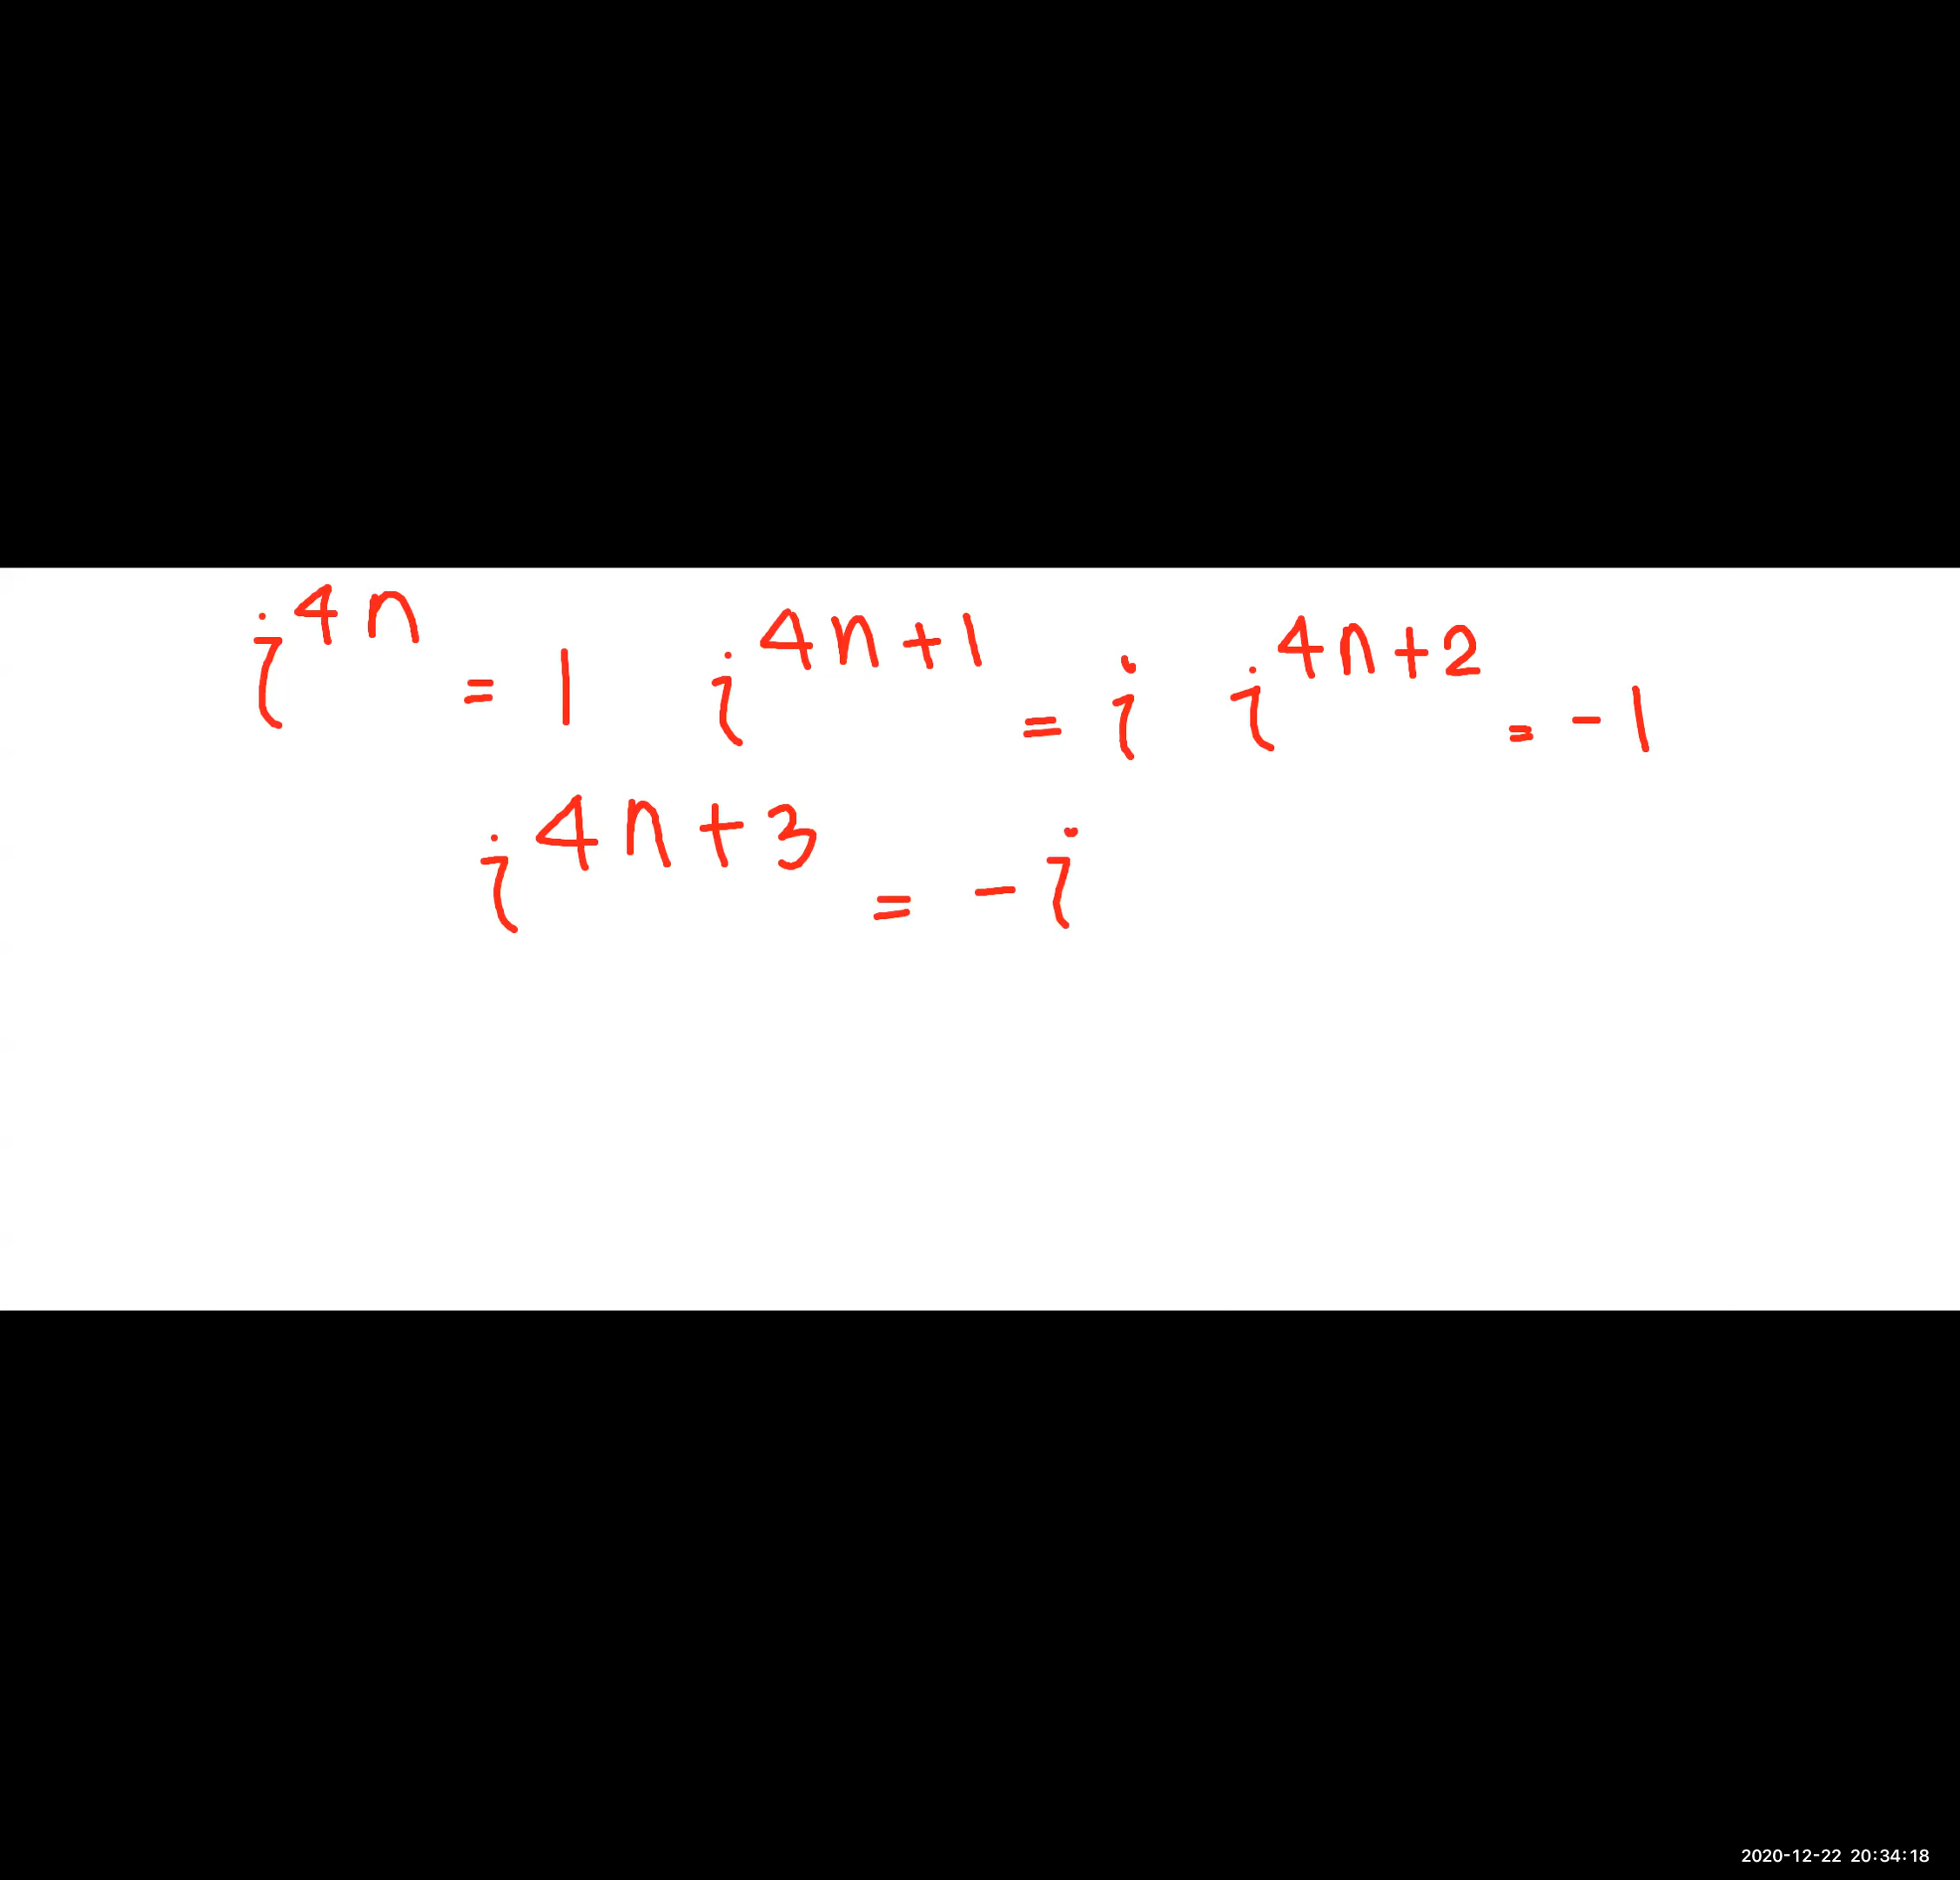 i^4n = 1 i^4n+1 = i i^4n+2 = -1
i^4n+3 = -i
2020-12-22 20:34:18